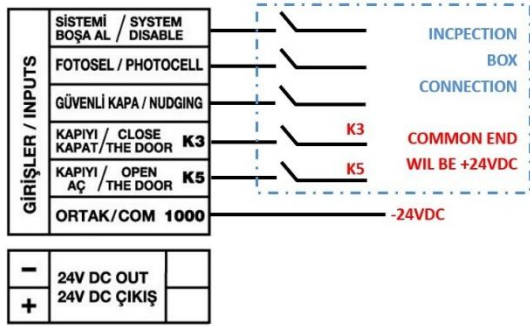 GİRİŞLER / INPUTS
SİSTEMİ / SYSTEM
BOŞA AL / DISABLE
FOTOSEL / PHOTOCELL
GÜVENLİ KAPA / NUDGING
KAPIYI / CLOSE
KAPAT / THE DOOR K3
KAPIYI / OPEN
AÇ / THE DOOR K5
ORTAK/COM 1000
INCPECTION
BOX
CONNECTION
K3
COMMON END
WIL BE +24VDC
K5
-24VDC
- 24V DC OUT
+ 24V DC ÇIKIŞ